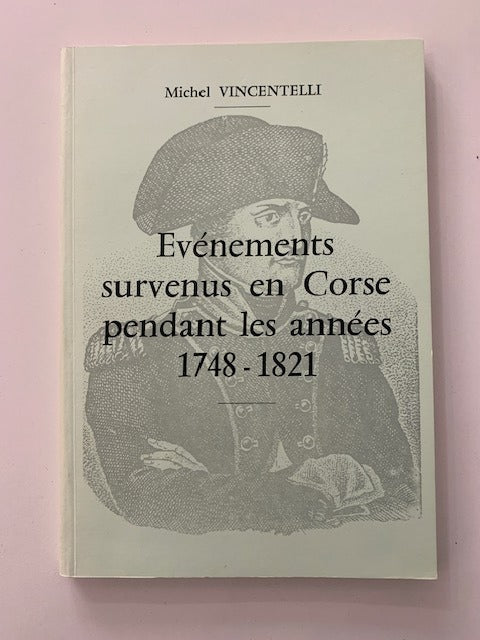 Michel VINCENTELLI
Evénements
survenus en Corse
pendant les années
1748 - 1821